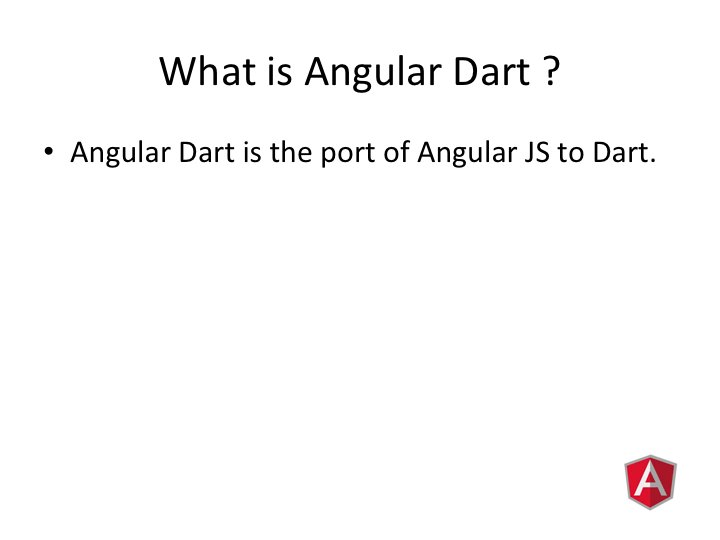 What is Angular Dart ?
• Angular Dart is the port of Angular JS to Dart.
A